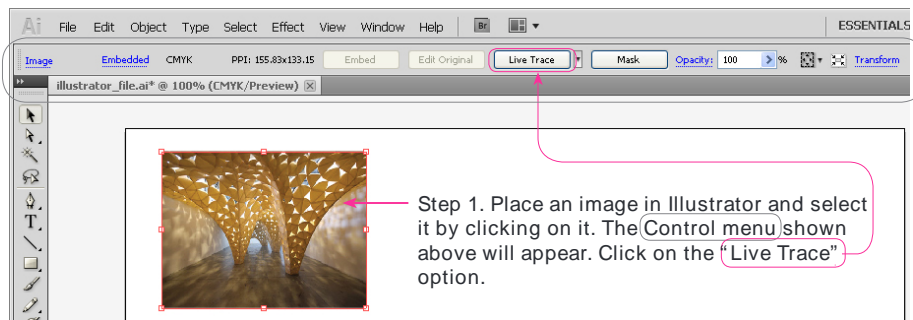 Ai File Edit Object Type Select Effect View Window Help Br ESSENTIALS
Image Embedded CMYK PPI: 155.83x133.15 Embed Edit Original Live Trace Mask Opacity: 100 % Transform
illustrator_file.ai* @ 100% (CMYK/Preview)
T
Step 1. Place an image in Illustrator and select
it by clicking on it. The Control menu shown
above will appear. Click on the “Live Trace”
option.